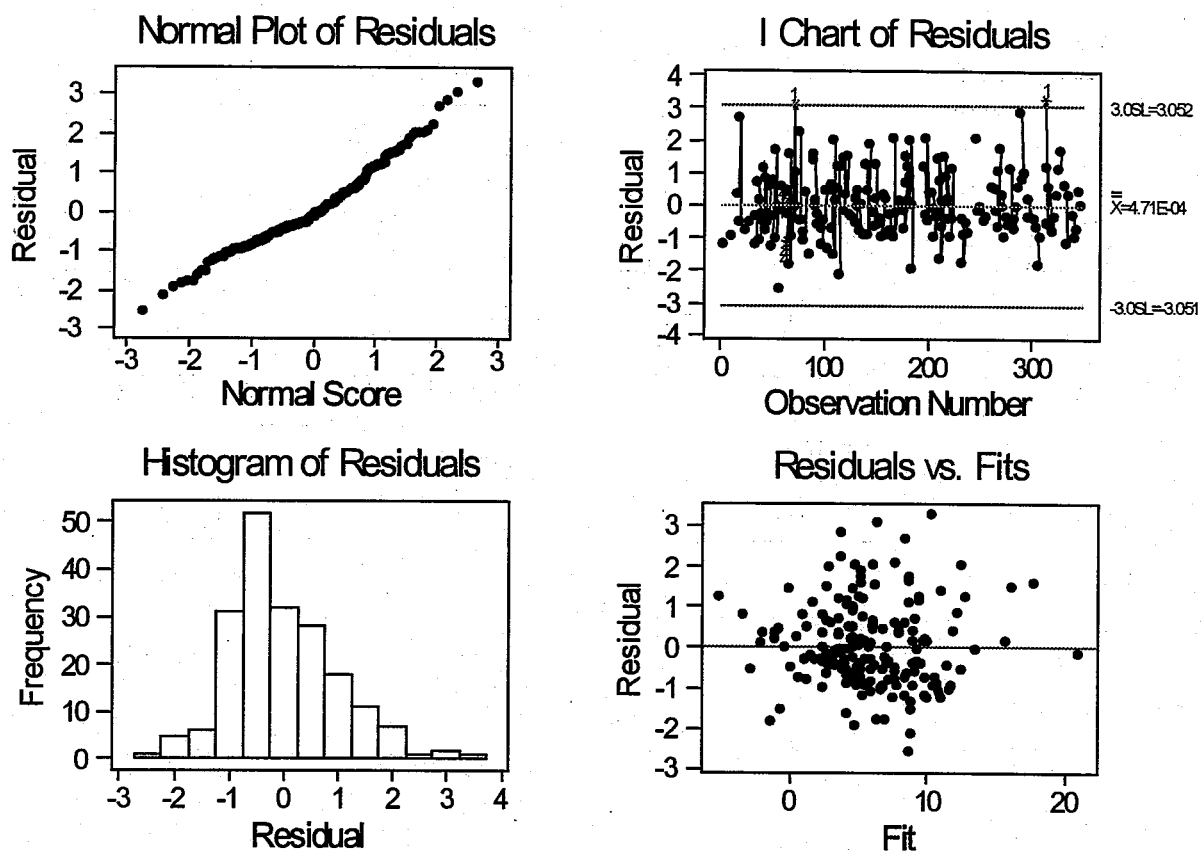 Normal Plot of Residuals
Residual
3
2
1
0
-1
-2
-3
-3 -2 -1 0 1 2 3
Normal Score
I Chart of Residuals
Residual
4
3
2
1
0
-1
-2
-3
-4
1
1
3.0SL=3.052
X=4.71E-04
-3.0SL=-3.051
0 100 200 300
Observation Number
Histogram of Residuals
Frequency
50
40
30
20
10
0
-3 -2 -1 0 1 2 3 4
Residual
Residuals vs. Fits
Residual
3
2
1
0
-1
-2
-3
0 10 20
Fit